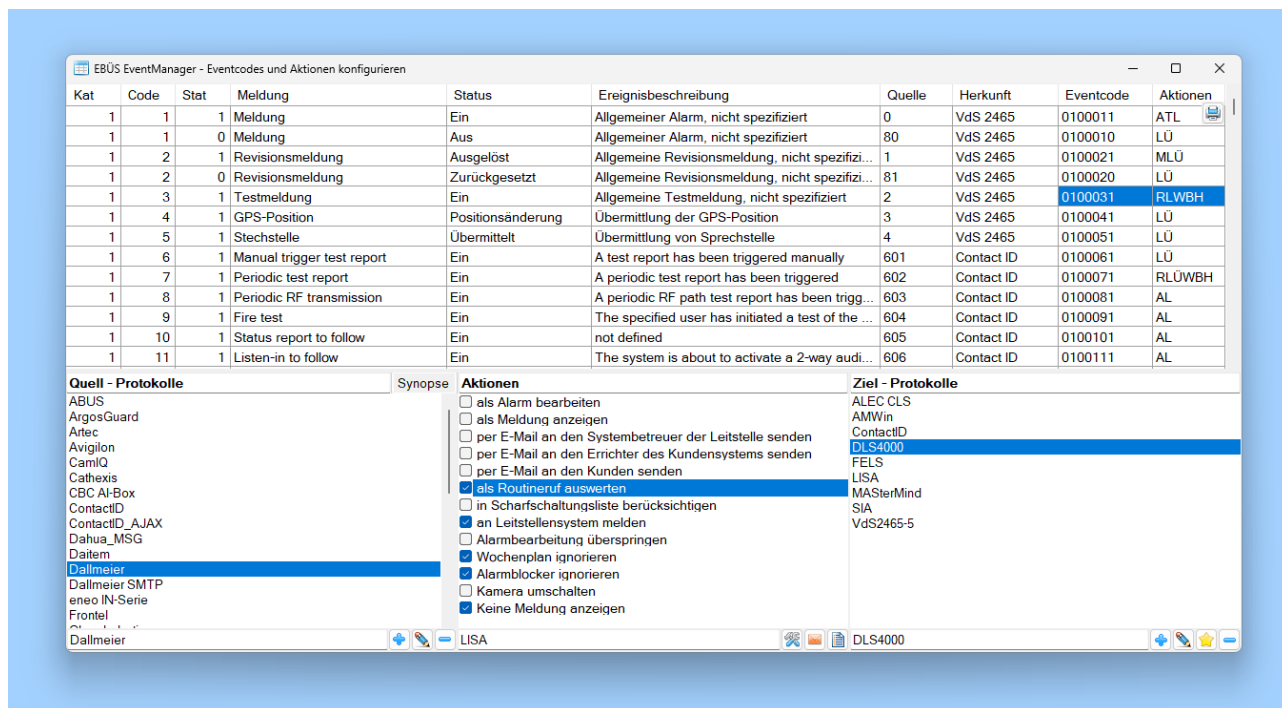 EBÜS EventManager - Eventcodes und Aktionen konfigurieren
Kat Code Stat Meldung Status Ereignisbeschreibung Quelle Herkunft Eventcode Aktionen
1 1 1 Meldung Ein Allgemeiner Alarm, nicht spezifiziert 0 VdS 2465 0100011 ATL
1 1 0 Meldung Aus Allgemeiner Alarm, nicht spezifiziert 80 VdS 2465 0100010 LÜ
1 2 1 Revisionsmeldung Ausgelöst Allgemeine Revisionsmeldung, nicht spezifizi... 1 VdS 2465 0100021 MLÜ
1 2 0 Revisionsmeldung Zurückgesetzt Allgemeine Revisionsmeldung, nicht spezifizi... 81 VdS 2465 0100020 LÜ
1 3 1 Testmeldung Ein Allgemeine Testmeldung, nicht spezifiziert 2 VdS 2465 0100031 RLWBH
1 4 1 GPS-Position Positionsänderung Übermittlung der GPS-Position 3 VdS 2465 0100041 LÜ
1 5 1 Stechstelle Übermittelt Übermittlung von Sprechstelle 4 VdS 2465 0100051 LÜ
1 6 1 Manual trigger test report Ein A test report has been triggered manually 601 Contact ID 0100061 LÜ
1 7 1 Periodic test report Ein A periodic test report has been triggered 602 Contact ID 0100071 RLÜWBH
1 8 1 Periodic RF transmission Ein A periodic RF path test report has been trigg... 603 Contact ID 0100081 AL
1 9 1 Fire test Ein The specified user has initiated a test of the ... 604 Contact ID 0100091 AL
1 10 1 Status report to follow Ein not defined 605 Contact ID 0100101 AL
1 11 1 Listen-in to follow Ein The system is about to activate a 2-way audi... 606 Contact ID 0100111 AL
Quell - Protokolle Synopse
ABUS
ArgosGuard
Artec
Avigilon
CamIQ
Cathexis
CBC AI-Box
ContactID
ContactID_AJAX
Dahua_MSG
Daitem
Dallmeier
Dallmeier SMTP
eneo IN-Serie
Frontel
Dallmeier
Aktionen
als Alarm bearbeiten
als Meldung anzeigen
per E-Mail an den Systembetreuer der Leitstelle senden
per E-Mail an den Errichter des Kundensystems senden
per E-Mail an den Kunden senden
als Routineruf auswerten
in Scharfschaltungsliste berücksichtigen
an Leitstellensystem melden
Alarmbearbeitung überspringen
Wochenplan ignorieren
Alarmblocker ignorieren
Kamera umschalten
Keine Meldung anzeigen
LISA
Ziel - Protokolle
ALEC CLS
AMWin
ContactID
DLS4000
FELS
LISA
MASterMind
SIA
VdS2465-5
DLS4000